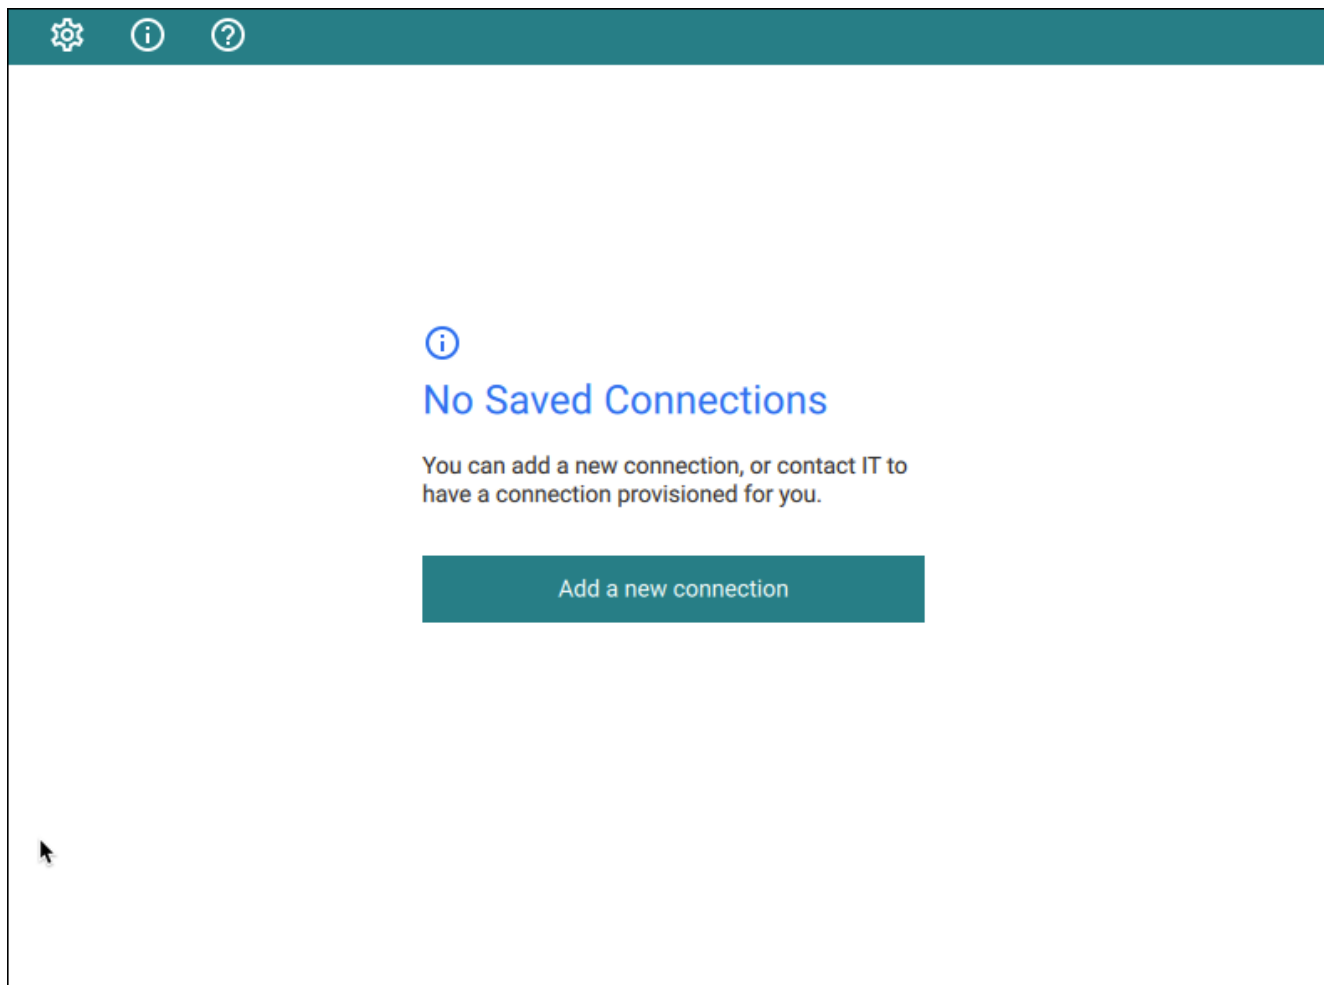 No Saved Connections
You can add a new connection, or contact IT to
have a connection provisioned for you.
Add a new connection